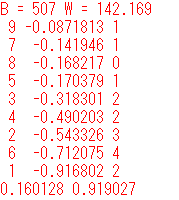 B = 507 W = 142.169
9 -0.0871813 1
7 -0.141946 1
8 -0.168217 0
5 -0.170379 1
3 -0.318301 2
4 -0.490203 2
2 -0.543326 3
6 -0.712075 4
1 -0.916802 2
0.160128 0.919027